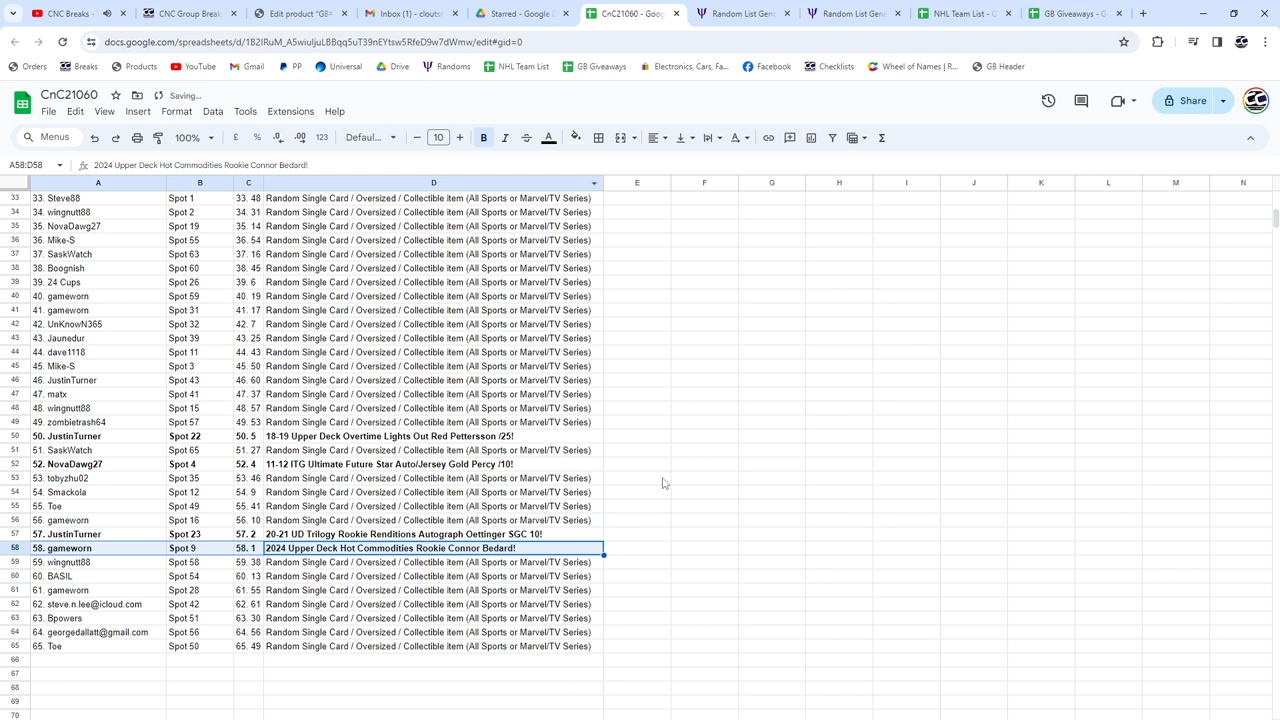 CNC Breaks -
CNC Group Break
Edit product "GB#
Inbox (1) - clouts
Starred - Google D
CnC21060 - Goog
Random List Gene
Random List Gene
NHL Team List - G
GB Giveaways - G
docs.google.com/spreadsheets/d/1B2IRuM_A5wiuljuLBBqq5uT39nEYtsw5RfeD9w7dWmw/edit#gid=0
Orders
Breaks
Products
YouTube
Gmail
PP
Universal
Drive
Randoms
NHL Team List
GB Giveaways
Electronics, Cars, Fa...
Facebook
Checklists
Wheel of Names | R...
GB Header
CnC21060
Saving...
File Edit View Insert Format Data Tools Extensions Help
Share
Menus 100% £ % .0 .00 123 Defaul... 10 B I A Σ
A58:D58 fx 2024 Upper Deck Hot Commodities Rookie Connor Bedard!
A B C D E G H I J K L M N
33 33. Steve88 Spot 1 33. 48 Random Single Card / Oversized / Collectible item (All Sports or Marvel/TV Series)
34 34. wingnutt88 Spot 2 34. 31 Random Single Card / Oversized / Collectible item (All Sports or Marvel/TV Series)
35 35. NovaDawg27 Spot 19 35. 14 Random Single Card / Oversized / Collectible item (All Sports or Marvel/TV Series)
36 36. Mike-S Spot 55 36. 54 Random Single Card / Oversized / Collectible item (All Sports or Marvel/TV Series)
37 37. SaskWatch Spot 63 37. 16 Random Single Card / Oversized / Collectible item (All Sports or Marvel/TV Series)
38 38. Boognish Spot 60 38. 45 Random Single Card / Oversized / Collectible item (All Sports or Marvel/TV Series)
39 39. 24 Cups Spot 26 39. 6 Random Single Card / Oversized / Collectible item (All Sports or Marvel/TV Series)
40 40. gameworn Spot 59 40. 19 Random Single Card / Oversized / Collectible item (All Sports or Marvel/TV Series)
41 41. gameworn Spot 31 41. 17 Random Single Card / Oversized / Collectible item (All Sports or Marvel/TV Series)
42 42. UnKnowN365 Spot 32 42. 7 Random Single Card / Oversized / Collectible item (All Sports or Marvel/TV Series)
43 43. Jaunedur Spot 39 43. 25 Random Single Card / Oversized / Collectible item (All Sports or Marvel/TV Series)
44 44. dave1118 Spot 11 44. 43 Random Single Card / Oversized / Collectible item (All Sports or Marvel/TV Series)
45 45. Mike-S Spot 3 45. 50 Random Single Card / Oversized / Collectible item (All Sports or Marvel/TV Series)
46 46. JustinTurner Spot 43 46. 60 Random Single Card / Oversized / Collectible item (All Sports or Marvel/TV Series)
47 47. matx Spot 41 47. 37 Random Single Card / Oversized / Collectible item (All Sports or Marvel/TV Series)
48 48. wingnutt88 Spot 15 48. 57 Random Single Card / Oversized / Collectible item (All Sports or Marvel/TV Series)
49 49. zombietrash64 Spot 57 49. 53 Random Single Card / Oversized / Collectible item (All Sports or Marvel/TV Series)
50 50. JustinTurner Spot 22 50. 5 18-19 Upper Deck Overtime Lights Out Red Pettersson /25!
51 51. SaskWatch Spot 65 51. 27 Random Single Card / Oversized / Collectible item (All Sports or Marvel/TV Series)
52 52. NovaDawg27 Spot 4 52. 4 11-12 ITG Ultimate Future Star Auto/Jersey Gold Percy /10!
53 53. tobyzhu02 Spot 35 53. 46 Random Single Card / Oversized / Collectible item (All Sports or Marvel/TV Series)
54 54. Smackola Spot 12 54. 9 Random Single Card / Oversized / Collectible item (All Sports or Marvel/TV Series)
55 55. Toe Spot 49 55. 41 Random Single Card / Oversized / Collectible item (All Sports or Marvel/TV Series)
56 56. gameworn Spot 16 56. 10 Random Single Card / Oversized / Collectible item (All Sports or Marvel/TV Series)
57 57. JustinTurner Spot 23 57. 2 20-21 UD Trilogy Rookie Renditions Autograph Oettinger SGC 10!
58 58. gameworn Spot 9 58. 1 2024 Upper Deck Hot Commodities Rookie Connor Bedard!
59 59. wingnutt88 Spot 58 59. 38 Random Single Card / Oversized / Collectible item (All Sports or Marvel/TV Series)
60 60. BASIL Spot 54 60. 13 Random Single Card / Oversized / Collectible item (All Sports or Marvel/TV Series)
61 61. gameworn Spot 28 61. 55 Random Single Card / Oversized / Collectible item (All Sports or Marvel/TV Series)
62 62. steve.n.lee@icloud.com Spot 42 62. 61 Random Single Card / Oversized / Collectible item (All Sports or Marvel/TV Series)
63 63. Bpowers Spot 51 63. 30 Random Single Card / Oversized / Collectible item (All Sports or Marvel/TV Series)
64 64. georgedallatt@gmail.com Spot 56 64. 56 Random Single Card / Oversized / Collectible item (All Sports or Marvel/TV Series)
65 65. Toe Spot 50 65. 49 Random Single Card / Oversized / Collectible item (All Sports or Marvel/TV Series)
66
67
68
69
70